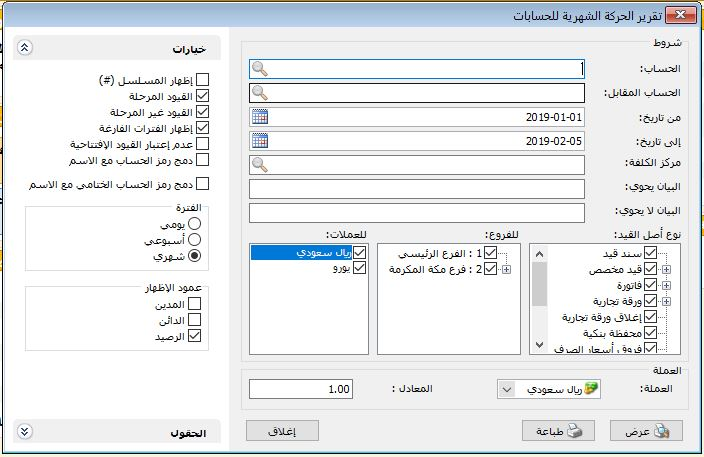 تقرير الحركة الشهرية للحسابات
شروط
الحساب:
الحساب المقابل:
من تاريخ: 2019-01-01
إلى تاريخ: 2019-02-05
مركز الكلفة:
البيان يحوي:
البيان لا يحوي:
نوع أصل القيد:
سند قيد
قيد مخصص
فاتورة
ورقة تجارية
إغلاق ورقة تجارية
محفظة بنكية
فروق أسعار الصرف
للفروع:
1 : الفرع الرئيسي
2 : فرع مكة المكرمة
للعملات:
ريال سعودي
يورو
العملة
العملة: ريال سعودي المعادل : 1.00
عرض طباعة إغلاق
خيارات
إظهار المسلسل (#)
القيود المرحلة
القيود غير المرحلة
إظهار الفترات الفارغة
عدم إعتبار القيود الإفتتاحية
دمج رمز الحساب مع الاسم
دمج رمز الحساب الختامي مع الاسم
الفترة
يومي
أسبوعي
شهري
عمود الإظهار
المدين
الدائن
الرصيد
الحقول